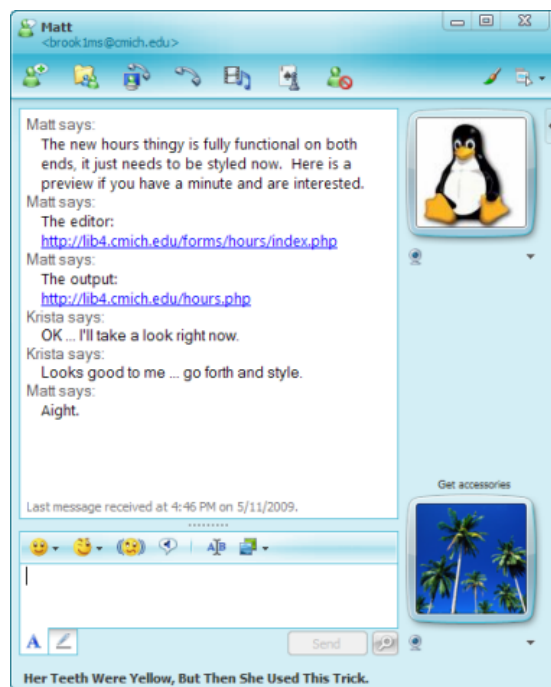 Matt
<brook1ms@cmich.edu>
Matt says:
The new hours thingy is fully functional on both
ends, it just needs to be styled now.  Here is a
preview if you have a minute and are interested.
Matt says:
The editor:
http://lib4.cmich.edu/forms/hours/index.php
Matt says:
The output:
http://lib4.cmich.edu/hours.php
Krista says:
OK ... I'll take a look right now.
Krista says:
Looks good to me ... go forth and style.
Matt says:
Aight.
Last message received at 4:46 PM on 5/11/2009.
Get accessories
A B
A
Send
Her Teeth Were Yellow, But Then She Used This Trick.